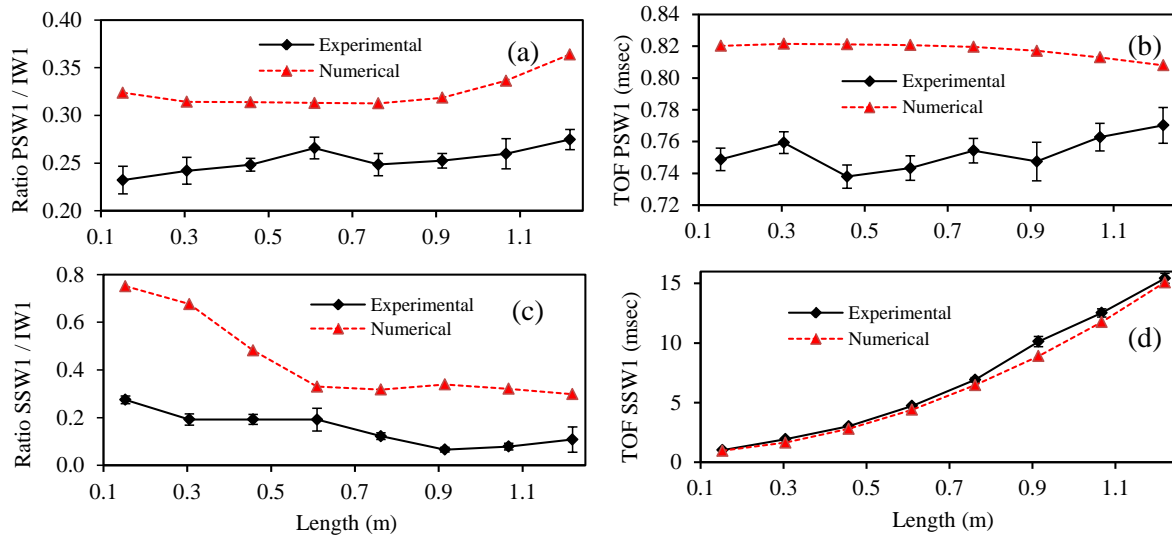 Ratio PSW1 / IW1
0.40
0.35
0.30
0.25
0.20
Experimental
Numerical
(a)
0.1 0.3 0.5 0.7 0.9 1.1
TOF PSW1 (msec)
0.84
0.82
0.80
0.78
0.76
0.74
0.72
(b)
Experimental
Numerical
0.1 0.3 0.5 0.7 0.9 1.1
Ratio SSW1 / IW1
0.8
0.6
0.4
0.2
0.0
Experimental
Numerical
(c)
0.1 0.3 0.5 0.7 0.9 1.1
Length (m)
TOF SSW1 (msec)
15
10
5
0
Experimental
Numerical
(d)
0.1 0.3 0.5 0.7 0.9 1.1
Length (m)